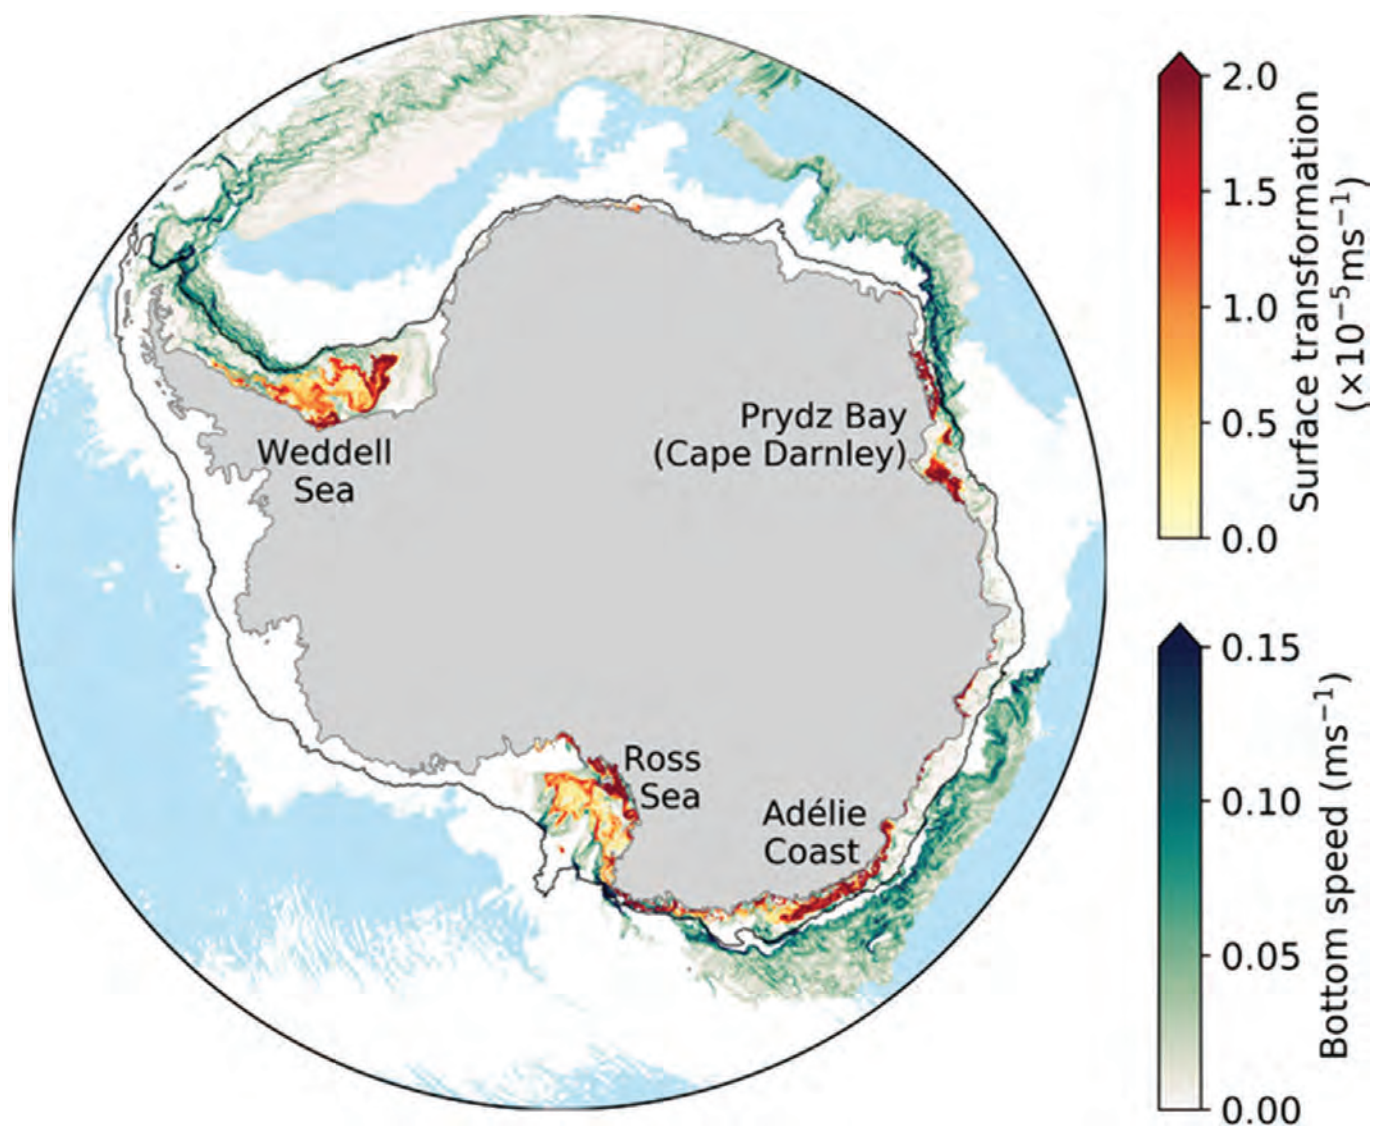 Weddell
Sea
Prydz Bay
(Cape Darnley)
Ross
Sea
Adélie
Coast
2.0
1.5
1.0
0.5
0.0
Surface transformation
(×10⁻⁵ms⁻¹)
0.15
0.10
0.05
0.00
Bottom speed (ms⁻¹)